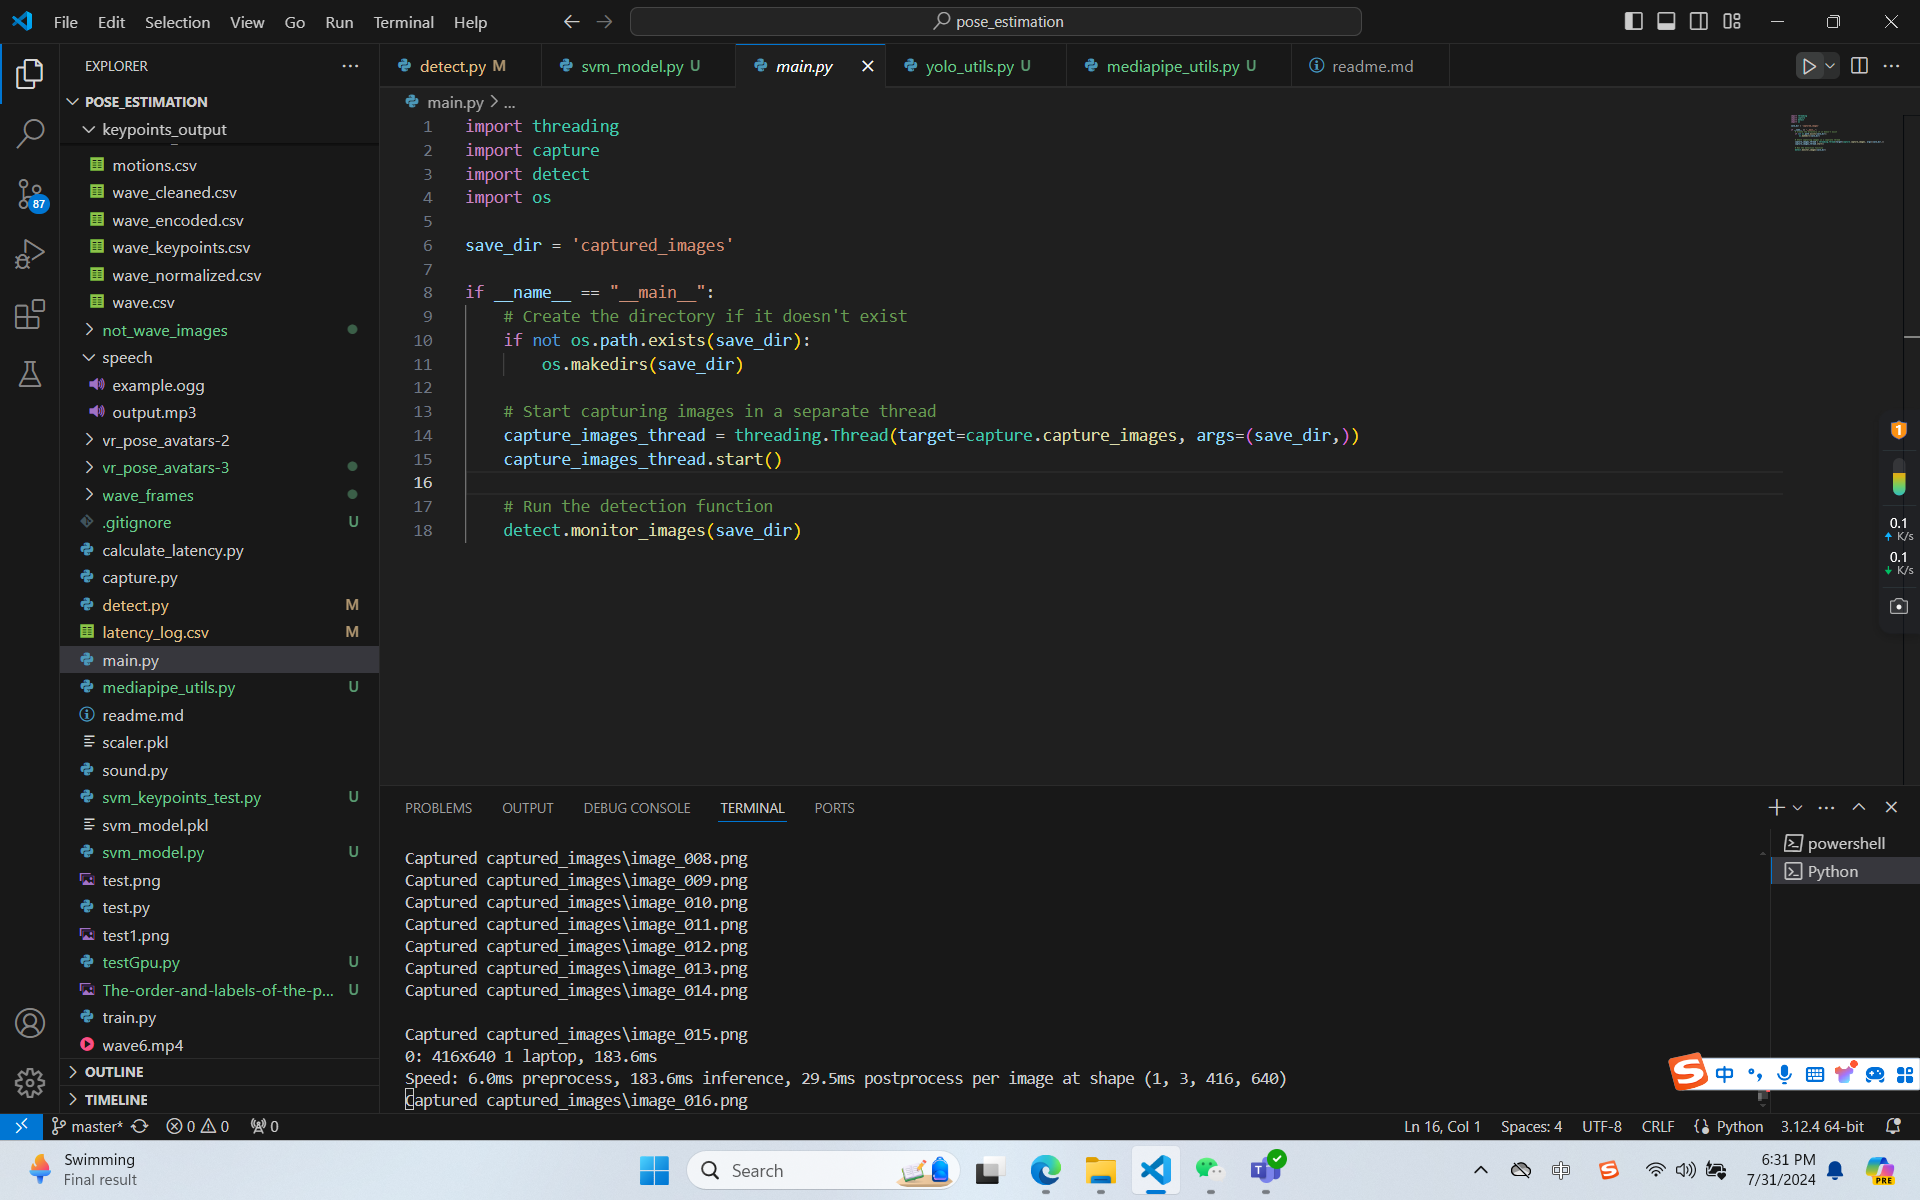 File Edit Selection View Go Run Terminal Help
pose_estimation
EXPLORER
POSE_ESTIMATION
keypoints_output
motions.csv
wave_cleaned.csv
wave_encoded.csv
wave_keypoints.csv
wave_normalized.csv
wave.csv
not_wave_images
speech
example.ogg
output.mp3
vr_pose_avatars-2
vr_pose_avatars-3
wave_frames
.gitignore U
calculate_latency.py
capture.py
detect.py M
latency_log.csv M
main.py
mediapipe_utils.py U
readme.md
scaler.pkl
sound.py
svm_keypoints_test.py U
svm_model.pkl
svm_model.py U
test.png
test.py
test1.png
testGpu.py U
The-order-and-labels-of-the-p... U
train.py
wave6.mp4
OUTLINE
TIMELINE
87
detect.py M
svm_model.py U
main.py
yolo_utils.py U
mediapipe_utils.py U
readme.md
main.py > ...
1 import threading
2 import capture
3 import detect
4 import os
5
6 save_dir = 'captured_images'
7
8 if __name__ == "__main__":
9 # Create the directory if it doesn't exist
10 if not os.path.exists(save_dir):
11 os.makedirs(save_dir)
12
13 # Start capturing images in a separate thread
14 capture_images_thread = threading.Thread(target=capture.capture_images, args=(save_dir,))
15 capture_images_thread.start()
16
17 # Run the detection function
18 detect.monitor_images(save_dir)
1
0.1
K/s
0.1
K/s
PROBLEMS OUTPUT DEBUG CONSOLE TERMINAL PORTS
powershell
Python
Captured captured_images\image_008.png
Captured captured_images\image_009.png
Captured captured_images\image_010.png
Captured captured_images\image_011.png
Captured captured_images\image_012.png
Captured captured_images\image_013.png
Captured captured_images\image_014.png
Captured captured_images\image_015.png
0: 416x640 1 laptop, 183.6ms
Speed: 6.0ms preprocess, 183.6ms inference, 29.5ms postprocess per image at shape (1, 3, 416, 640)
Captured captured_images\image_016.png
S 中
master* 0 0 0
Ln 16, Col 1 Spaces: 4 UTF-8 CRLF Python 3.12.4 64-bit
Swimming
Final result
Search
6:31 PM
7/31/2024
PRE